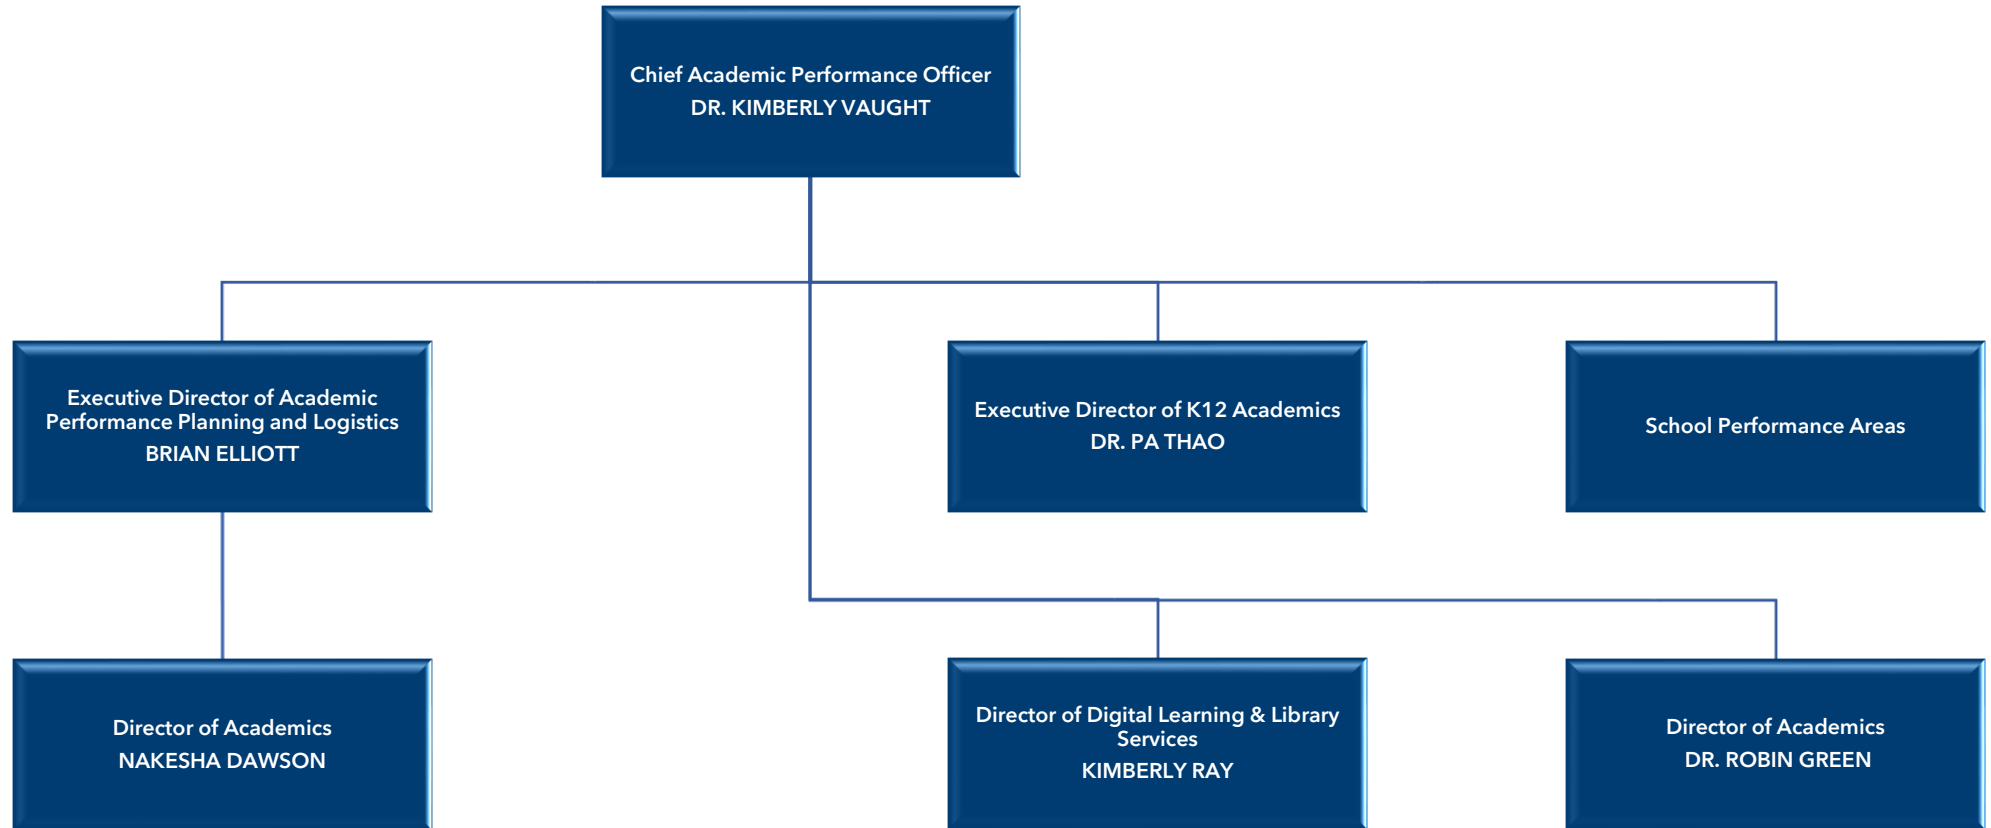 Chief Academic Performance Officer
DR. KIMBERLY VAUGHT
Executive Director of Academic
Performance Planning and Logistics
BRIAN ELLIOTT
Executive Director of K12 Academics
DR. PA THAO
School Performance Areas
Director of Academics
NAKESHA DAWSON
Director of Digital Learning & Library
Services
KIMBERLY RAY
Director of Academics
DR. ROBIN GREEN